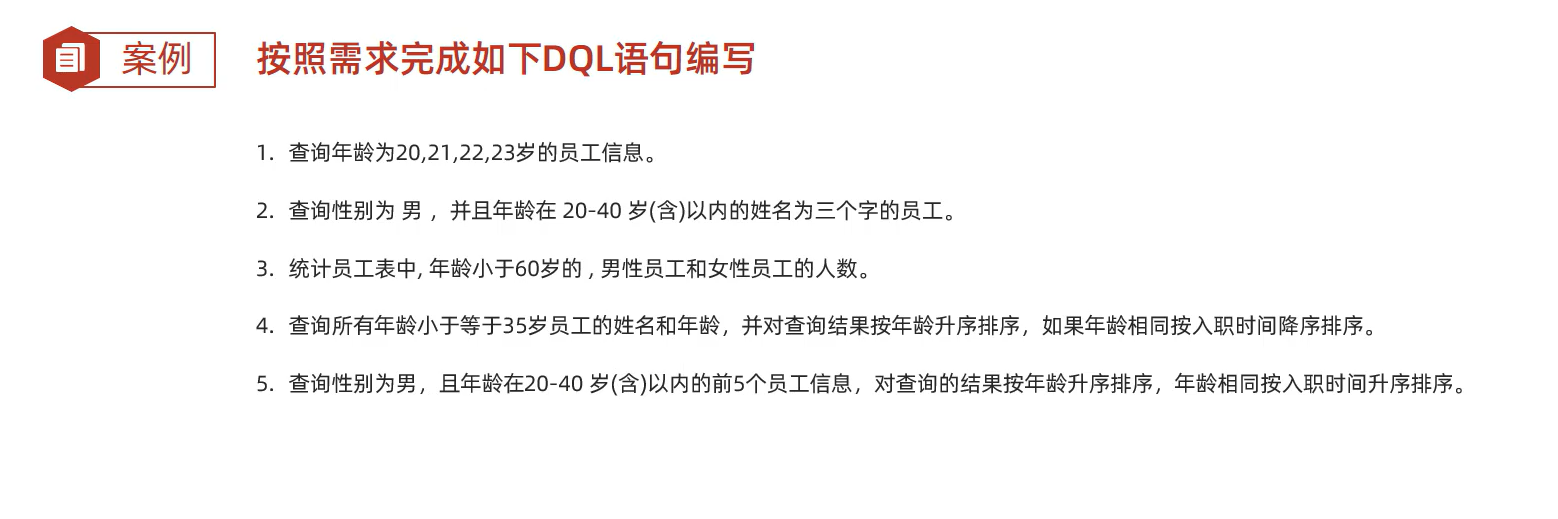 案例
按照需求完成如下DQL语句编写
1. 查询年龄为20,21,22,23岁的员工信息。
2. 查询性别为 男 ，并且年龄在 20-40 岁(含)以内的姓名为三个字的员工。
3. 统计员工表中, 年龄小于60岁的 , 男性员工和女性员工的人数。
4. 查询所有年龄小于等于35岁员工的姓名和年龄，并对查询结果按年龄升序排序，如果年龄相同按入职时间降序排序。
5. 查询性别为男，且年龄在20-40 岁(含)以内的前5个员工信息，对查询的结果按年龄升序排序，年龄相同按入职时间升序排序。